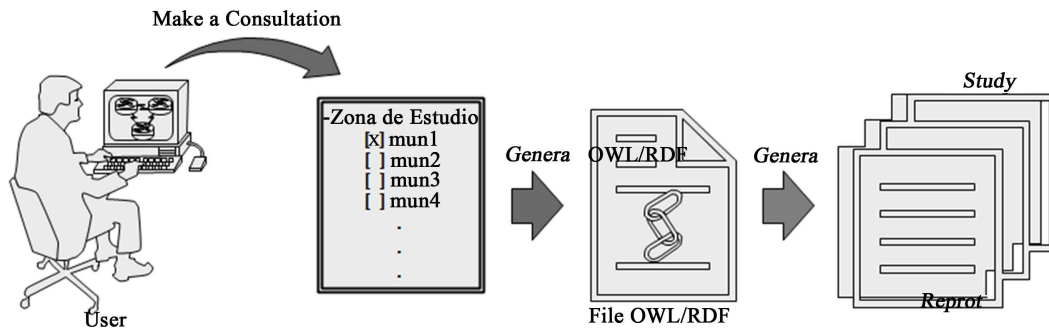 Make a Consultation
-Zona de Estudio
[X] mun1
[ ] mun2
[ ] mun3
[ ] mun4
.
.
.
User
Genera
OWL/RDF
File OWL/RDF
Genera
Study
Reprot